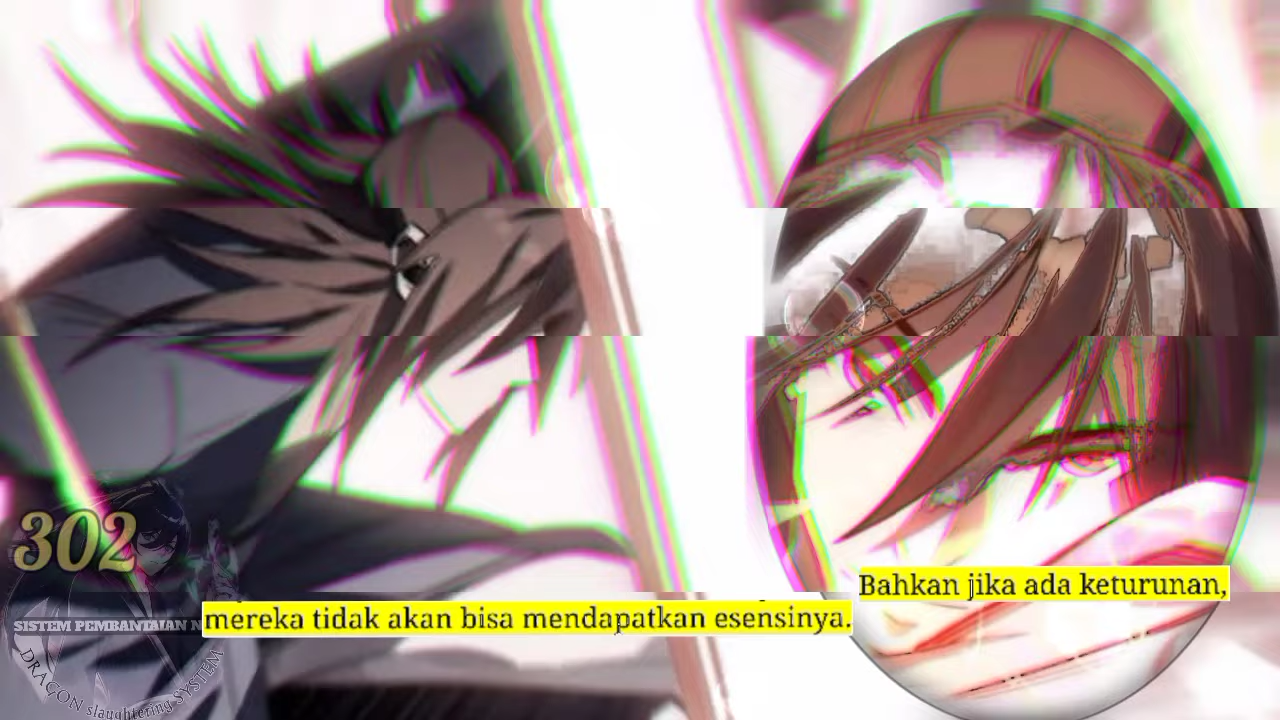 Bahkan jika ada keturunan,
mereka tidak akan bisa mendapatkan esensinya.
302
SISTEM PEMBANTAIAN N
DRAGON slaughtering SYSTEM